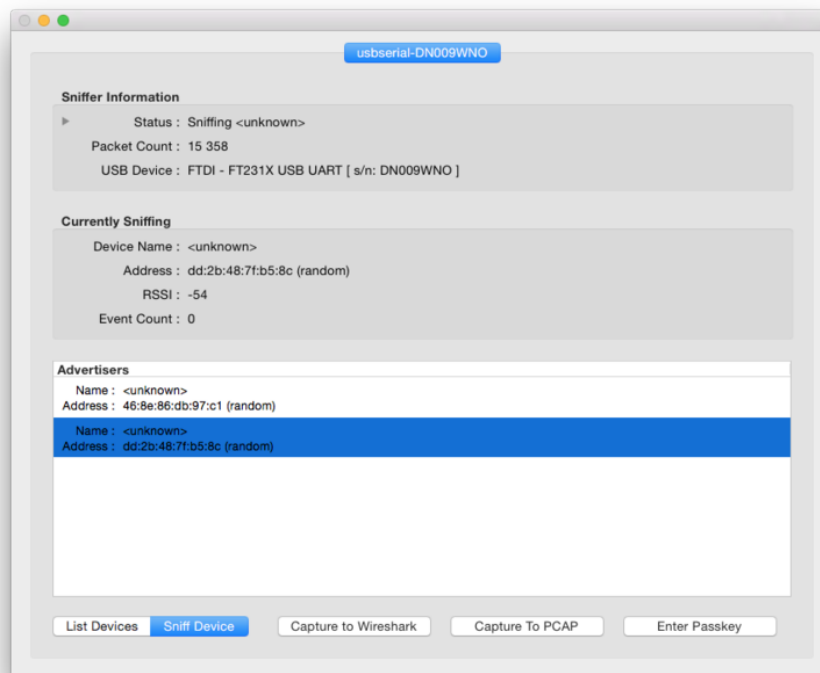 usbserial-DN009WNO
Sniffer Information
Status : Sniffing <unknown>
Packet Count : 15 358
USB Device : FTDI - FT231X USB UART [ s/n: DN009WNO ]
Currently Sniffing
Device Name : <unknown>
Address : dd:2b:48:7f:b5:8c (random)
RSSI : -54
Event Count : 0
Advertisers
Name : <unknown>
Address : 46:8e:86:db:97:c1 (random)
Name : <unknown>
Address : dd:2b:48:7f:b5:8c (random)
List Devices Sniff Device Capture to Wireshark Capture To PCAP Enter Passkey